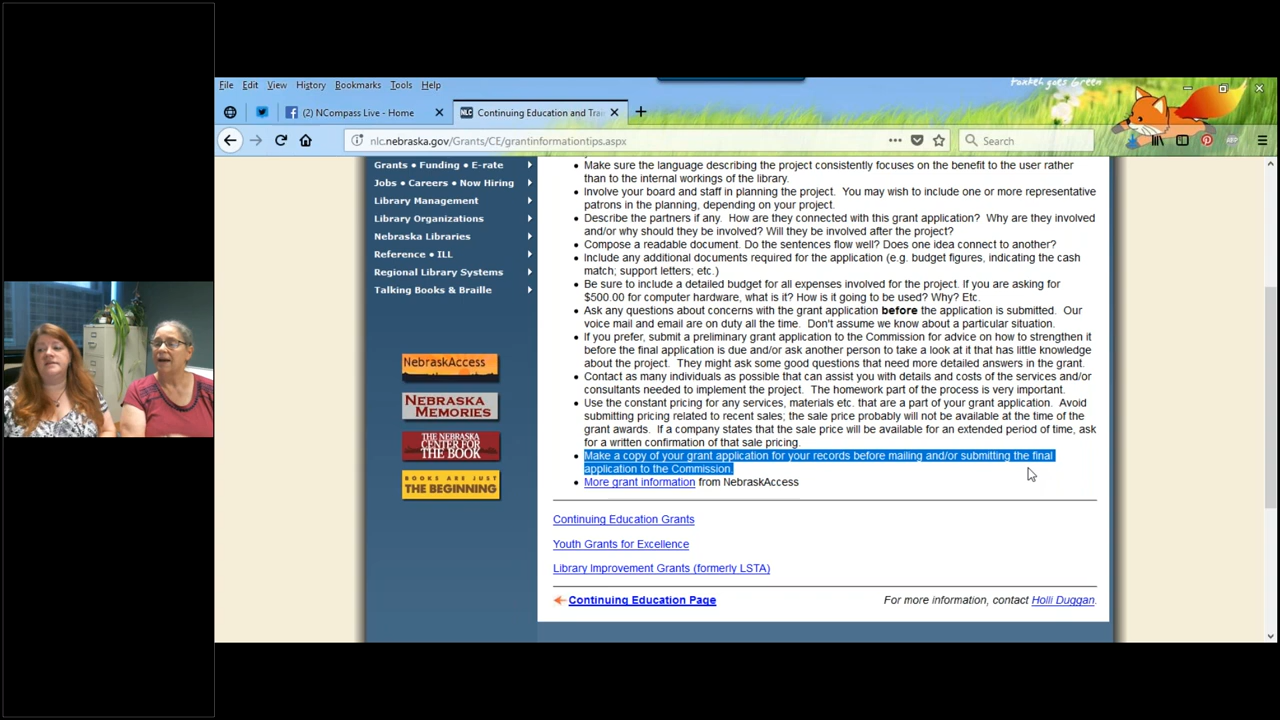 Foxkeh goes Green
File Edit View History Bookmarks Tools Help
(2) NCompass Live - Home
NLC Continuing Education and Trai
nlc.nebraska.gov/Grants/CE/grantinformationtips.aspx
Search
Grants • Funding • E-rate
Jobs • Careers • Now Hiring
Library Management
Library Organizations
Nebraska Libraries
Reference • ILL
Regional Library Systems
Talking Books & Braille
NebraskAccess
NEBRASKA
MEMORIES
THE NEBRASKA
CENTER FOR
THE BOOK
BOOKS ARE JUST
THE BEGINNING
• Make sure the language describing the project consistently focuses on the benefit to the user rather
than to the internal workings of the library.
• Involve your board and staff in planning the project. You may wish to include one or more representative
patrons in the planning, depending on your project.
• Describe the partners if any. How are they connected with this grant application? Why are they involved
and/or why should they be involved? Will they be involved after the project?
• Compose a readable document. Do the sentences flow well? Does one idea connect to another?
• Include any additional documents required for the application (e.g. budget figures, indicating the cash
match; support letters; etc.)
• Be sure to include a detailed budget for all expenses involved for the project. If you are asking for
$500.00 for computer hardware, what is it? How is it going to be used? Why? Etc.
• Ask any questions about concerns with the grant application before the application is submitted. Our
voice mail and email are on duty all the time. Don't assume we know about a particular situation.
• If you prefer, submit a preliminary grant application to the Commission for advice on how to strengthen it
before the final application is due and/or ask another person to take a look at it that has little knowledge
about the project. They might ask some good questions that need more detailed answers in the grant.
• Contact as many individuals as possible that can assist you with details and costs of the services and/or
consultants needed to implement the project. The homework part of the process is very important.
• Use the constant pricing for any services, materials etc. that are a part of your grant application. Avoid
submitting pricing related to recent sales; the sale price probably will not be available at the time of the
grant awards. If a company states that the sale price will be available for an extended period of time, ask
for a written confirmation of that sale pricing.
• Make a copy of your grant application for your records before mailing and/or submitting the final
application to the Commission.
• More grant information from NebraskAccess
Continuing Education Grants
Youth Grants for Excellence
Library Improvement Grants (formerly LSTA)
Continuing Education Page
For more information, contact Holli Duggan.